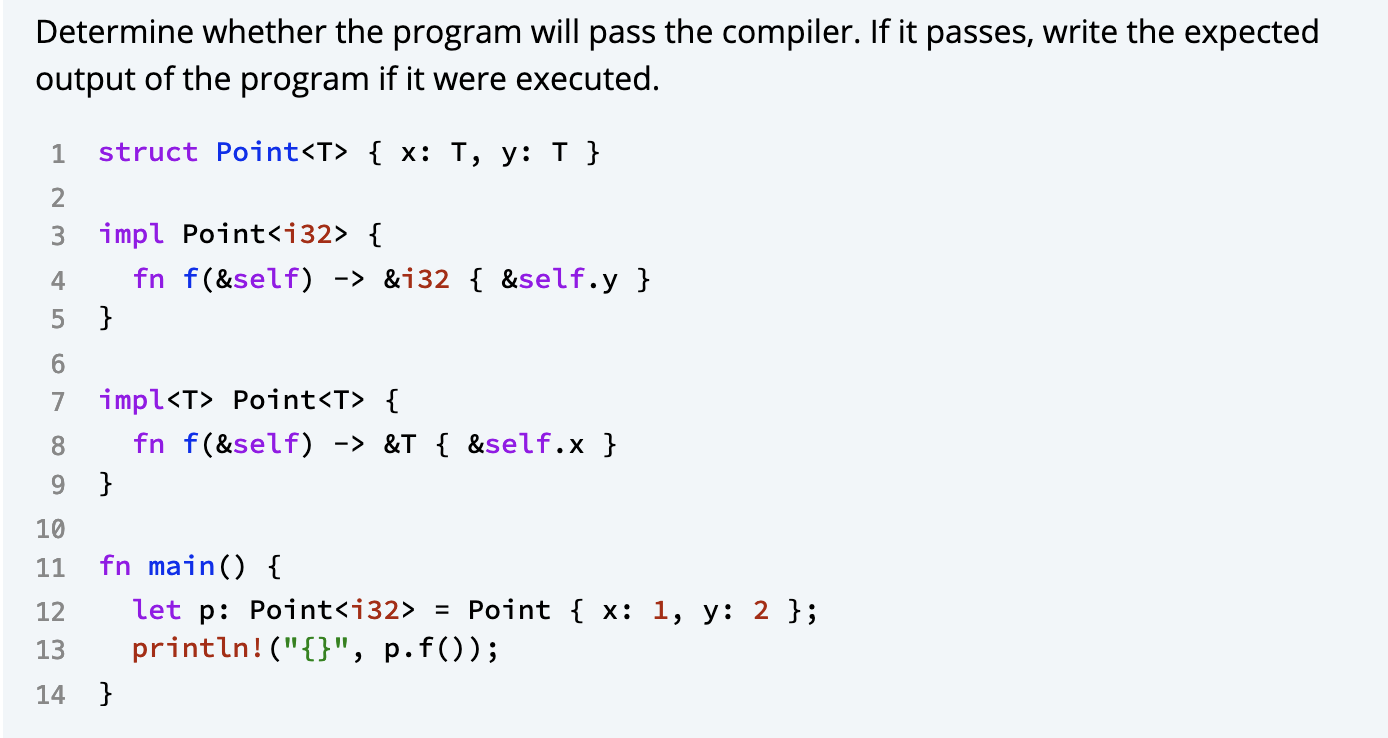 Determine whether the program will pass the compiler. If it passes, write the expected
output of the program if it were executed.
1 struct Point<T> { x: T, y: T }
2
3 impl Point<i32> {
4   fn f(&self) -> &i32 { &self.y }
5 }
6
7 impl<T> Point<T> {
8   fn f(&self) -> &T { &self.x }
9 }
10
11 fn main() {
12   let p: Point<i32> = Point { x: 1, y: 2 };
13   println!("{}", p.f());
14 }